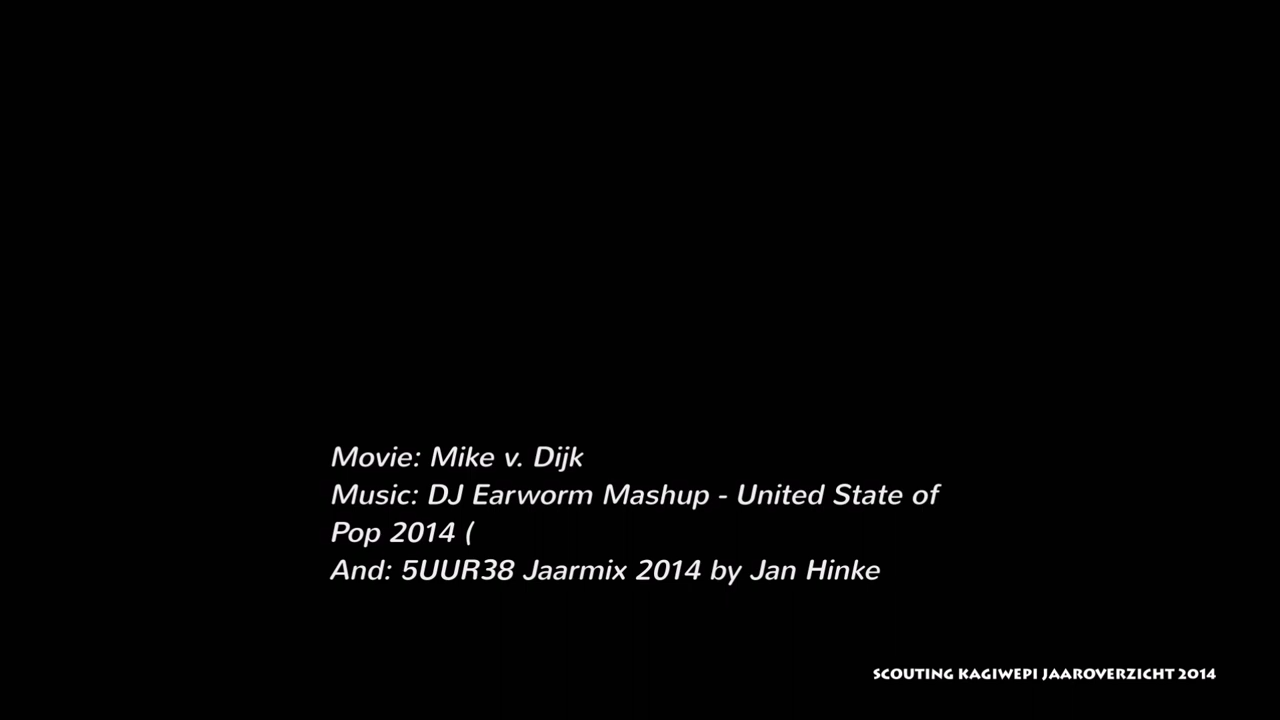 Movie: Mike v. Dijk
Music: DJ Earworm Mashup - United State of
Pop 2014 (
And: 5UUR38 Jaarmix 2014 by Jan Hinke
SCOUTING KAGIWEPI JAAROVERZICHT 2014